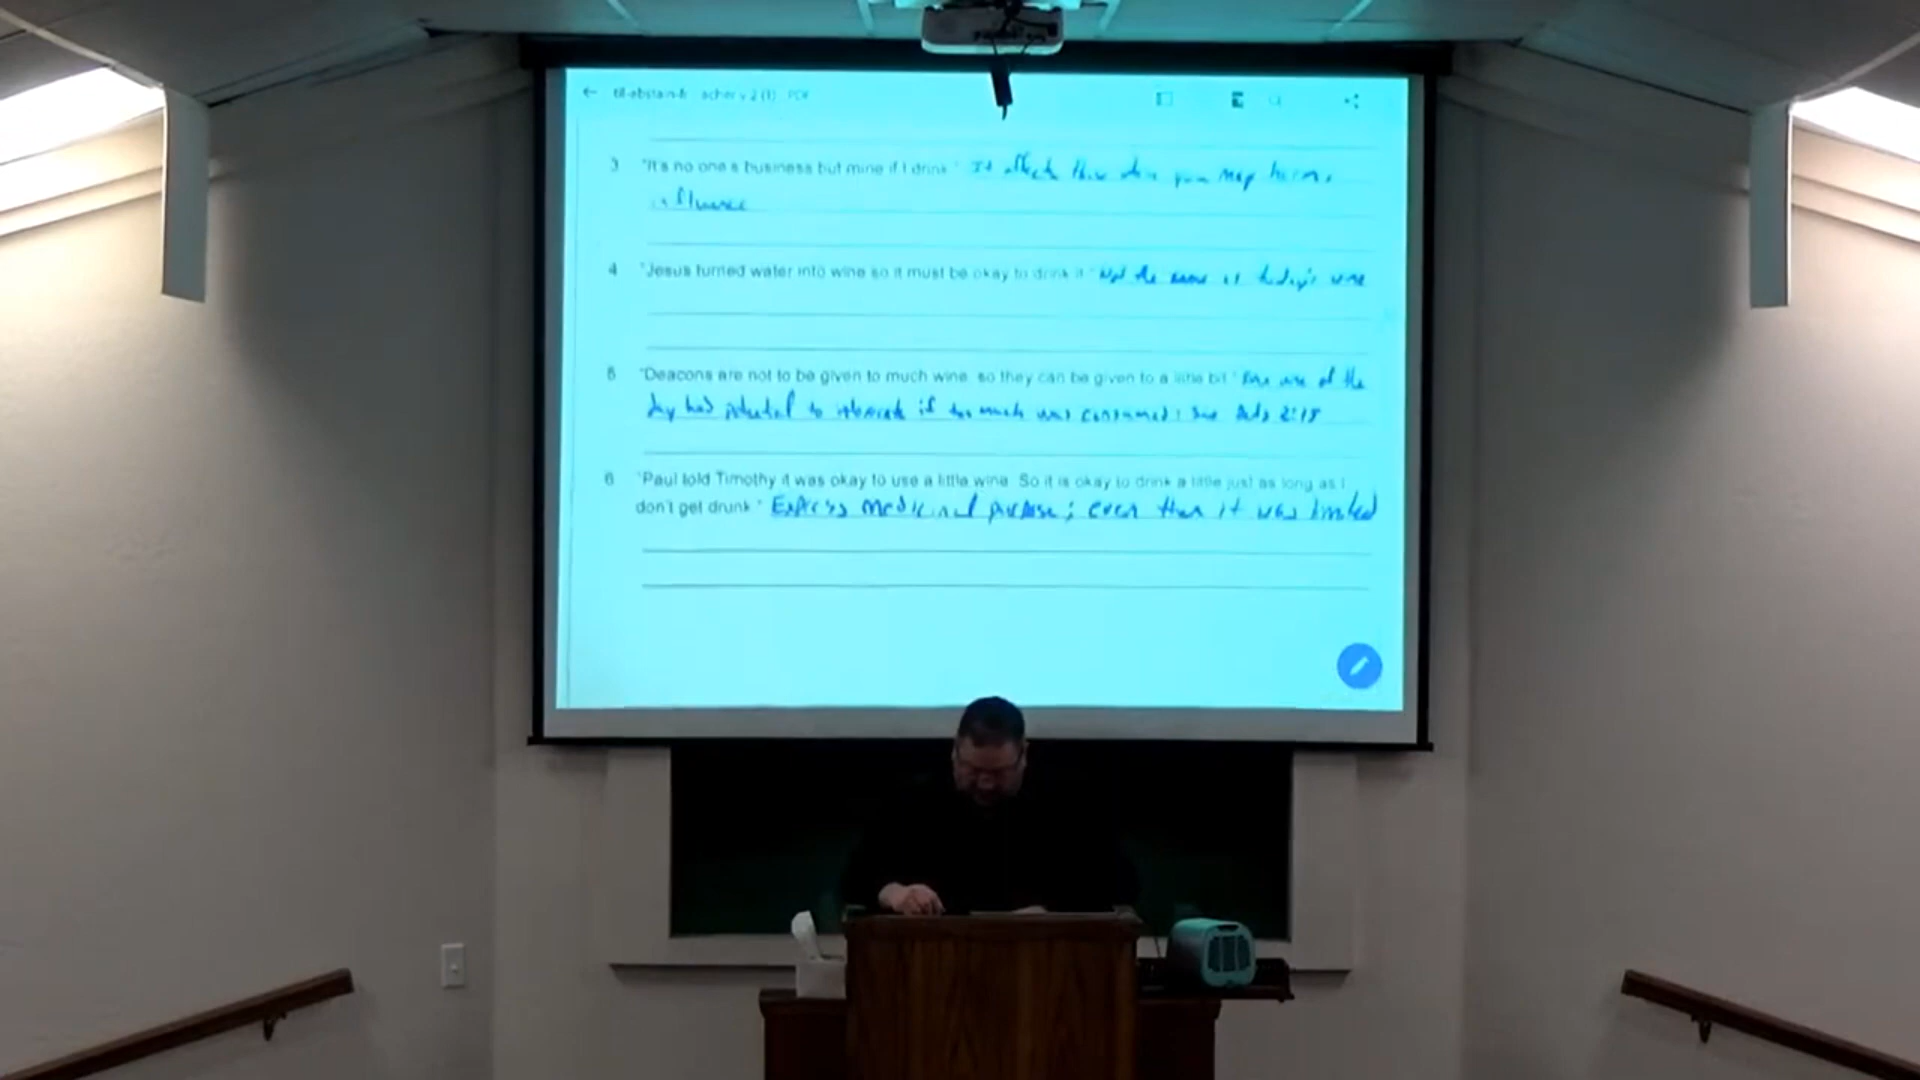 acher v 2 (1) PDF
3 "It's no one's business but mine if I drink." It affects those who you may have
influence
4 "Jesus turned water into wine so it must be okay to drink it." Not the same as today's wine
5 "Deacons are not to be given to much wine, so they can be given to a little bit." of the
day had potential to intoxicate if too much was consumed; see Acts 2:15
6 "Paul told Timothy it was okay to use a little wine. So it is okay to drink a little just as long as I
don't get drunk." Express medicinal purpose; even then it was limited